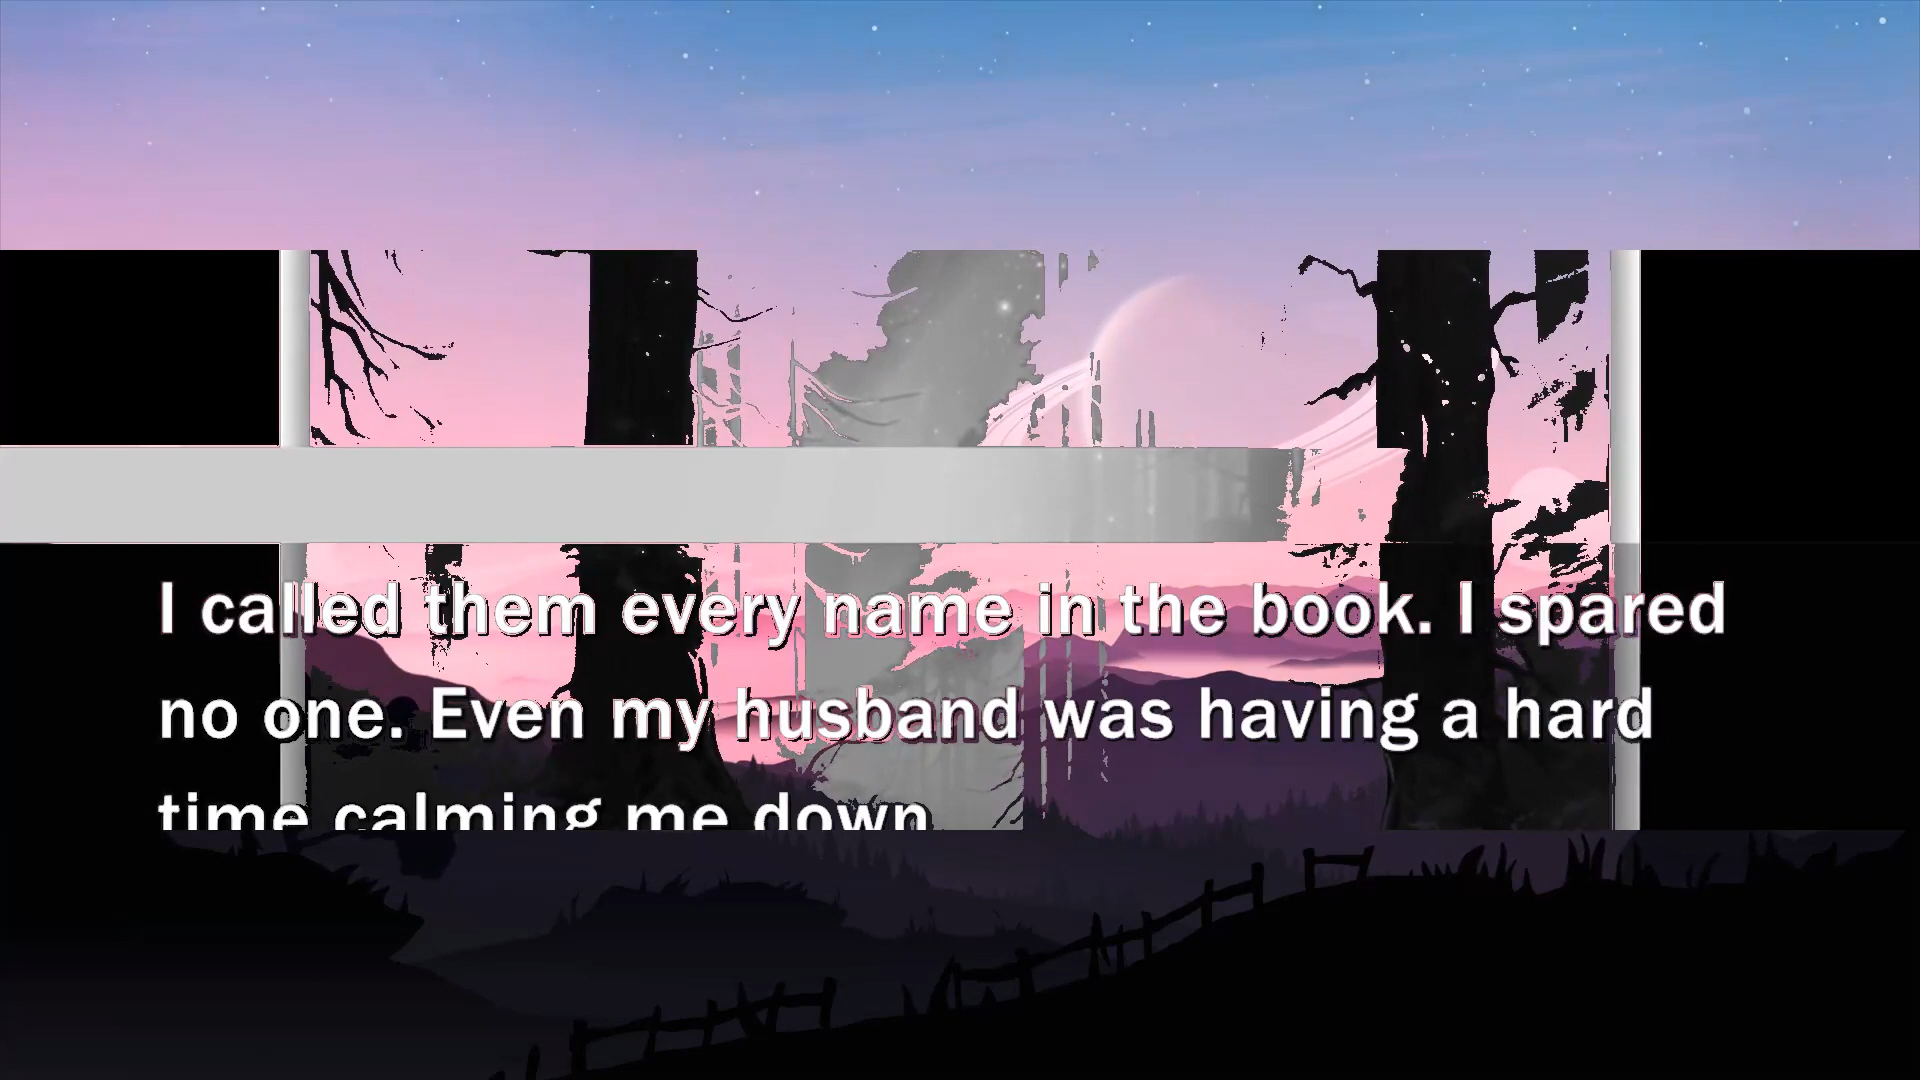 I called them every name in the book. I spared
no one. Even my husband was having a hard
time calming me down